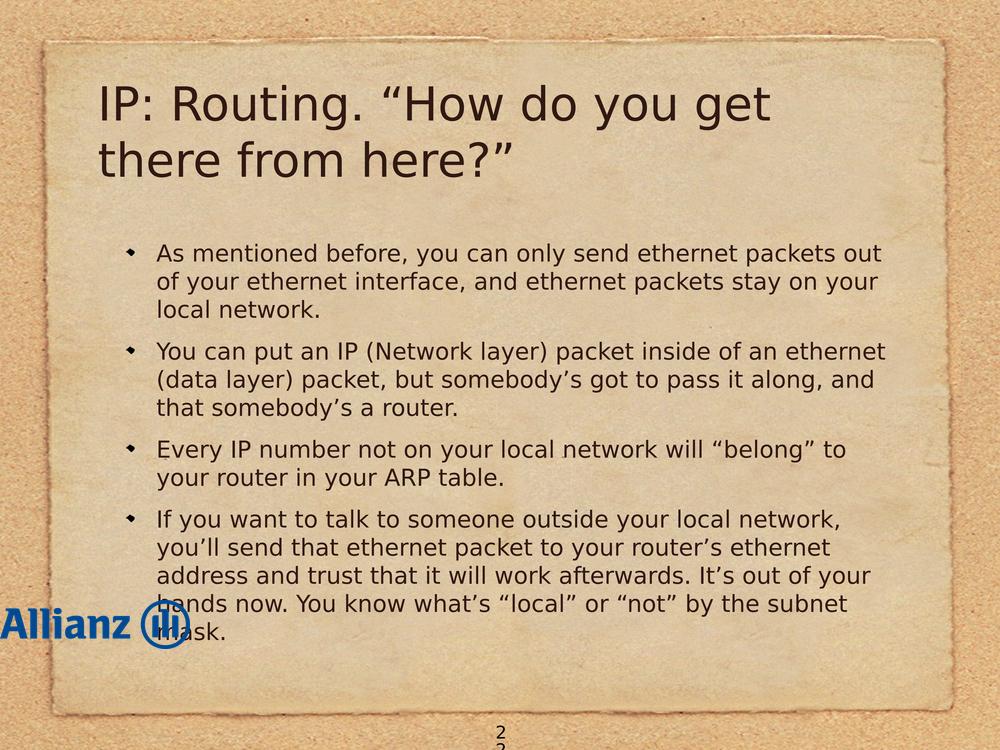 IP: Routing. “How do you get
there from here?”
As mentioned before, you can only send ethernet packets out
of your ethernet interface, and ethernet packets stay on your
local network.
You can put an IP (Network layer) packet inside of an ethernet
(data layer) packet, but somebody’s got to pass it along, and
that somebody’s a router.
Every IP number not on your local network will “belong” to
your router in your ARP table.
If you want to talk to someone outside your local network,
you’ll send that ethernet packet to your router’s ethernet
address and trust that it will work afterwards. It’s out of your
hands now. You know what’s “local” or “not” by the subnet
mask.
Allianz
2
2